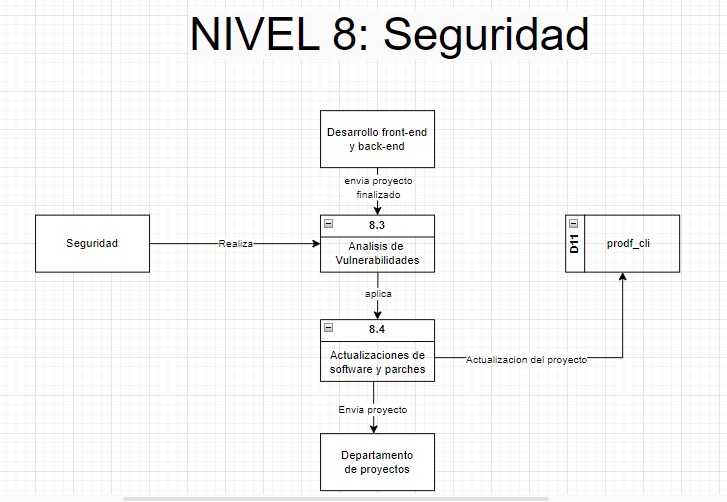 NIVEL 8: Seguridad
Desarrollo front-end
y back-end
envia proyecto
finalizado
Seguridad
Realiza
8.3
Analisis de
Vulnerabilidades
D11
prodf_cli
aplica
8.4
Actualizaciones de
software y parches
Actualizacion del proyecto
Envia proyecto
Departamento
de proyectos